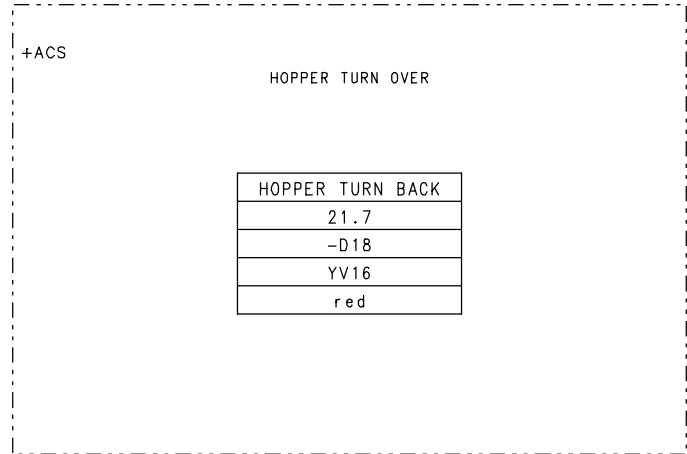 +ACS
HOPPER TURN OVER
HOPPER TURN BACK
21.7
-D18
YV16
red